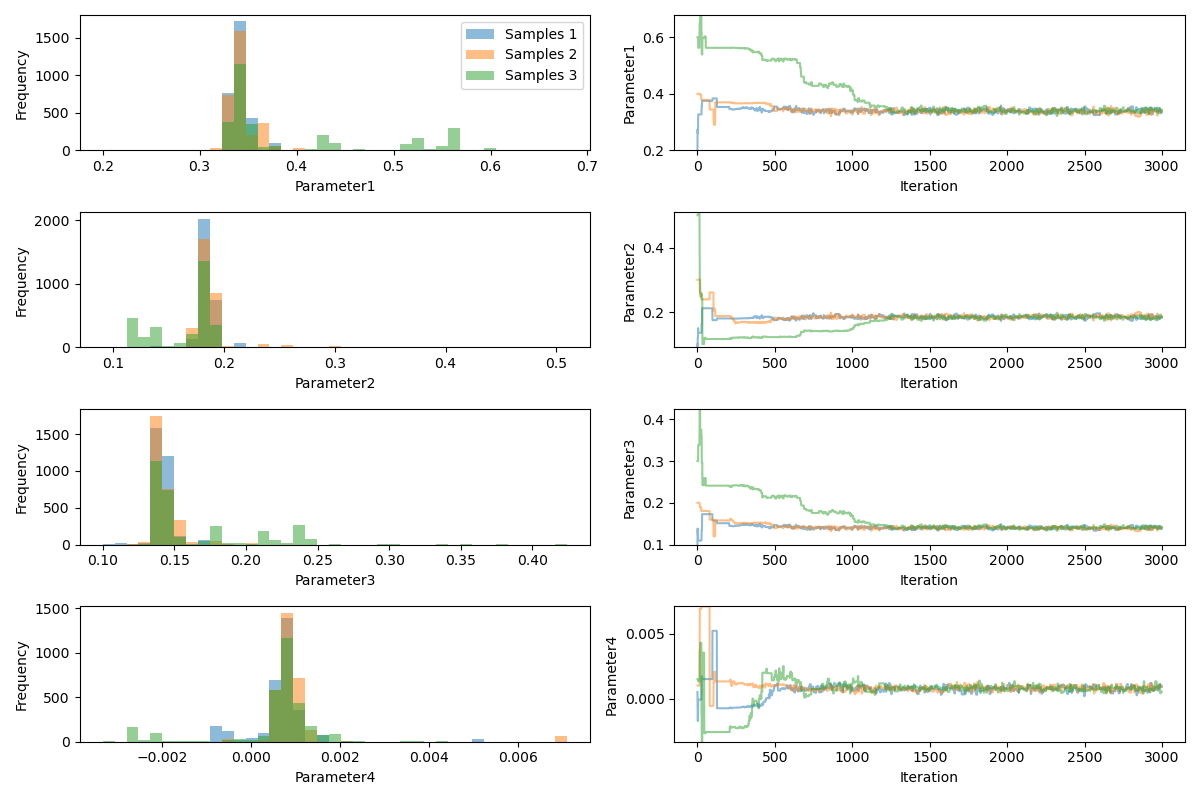 Frequency
1500
1000
500
0
0.2 0.3 0.4 0.5 0.6 0.7
Parameter1
Samples 1
Samples 2
Samples 3
Parameter1
0.6
0.4
0.2
0 500 1000 1500 2000 2500 3000
Iteration
Frequency
2000
1000
0
0.1 0.2 0.3 0.4 0.5
Parameter2
Parameter2
0.4
0.2
0 500 1000 1500 2000 2500 3000
Iteration
Frequency
1500
1000
500
0
0.10 0.15 0.20 0.25 0.30 0.35 0.40
Parameter3
Parameter3
0.4
0.3
0.2
0.1
0 500 1000 1500 2000 2500 3000
Iteration
Frequency
1500
1000
500
0
−0.002 0.000 0.002 0.004 0.006
Parameter4
Parameter4
0.005
0.000
0 500 1000 1500 2000 2500 3000
Iteration